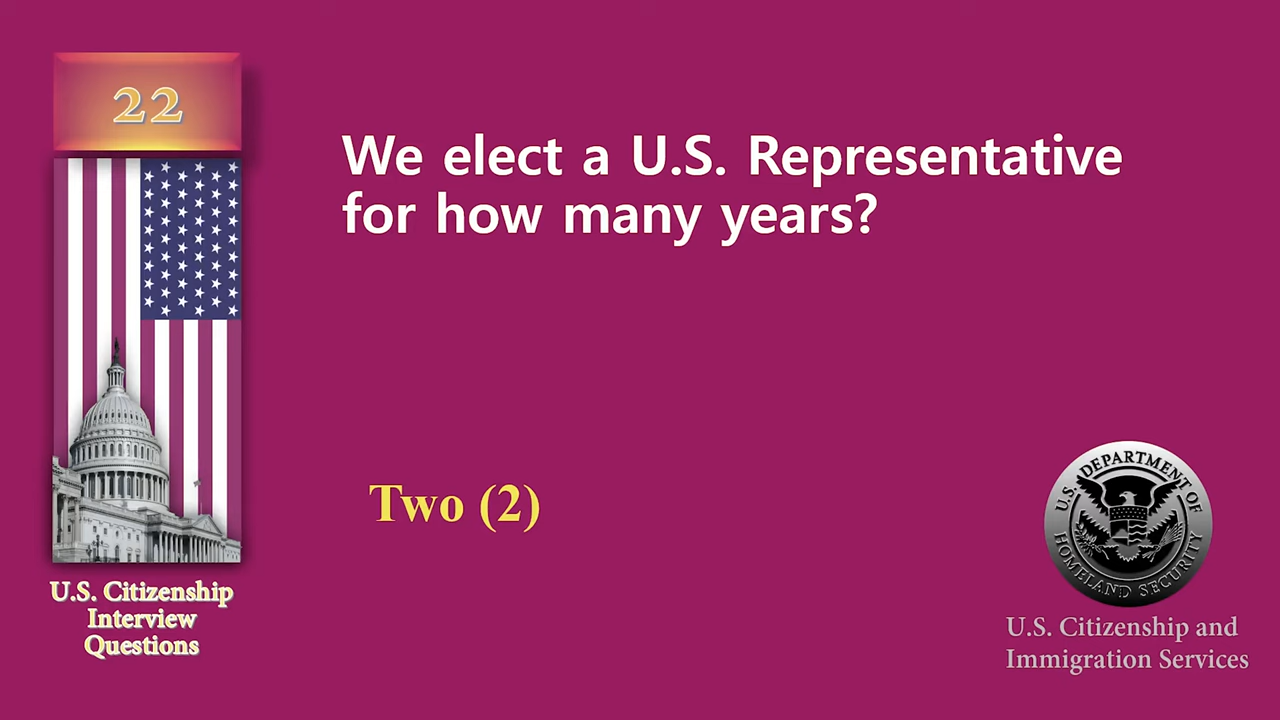 22
We elect a U.S. Representative
for how many years?
Two (2)
U.S. Citizenship
Interview
Questions
U.S. DEPARTMENT OF
HOMELAND SECURITY
U.S. Citizenship and
Immigration Services